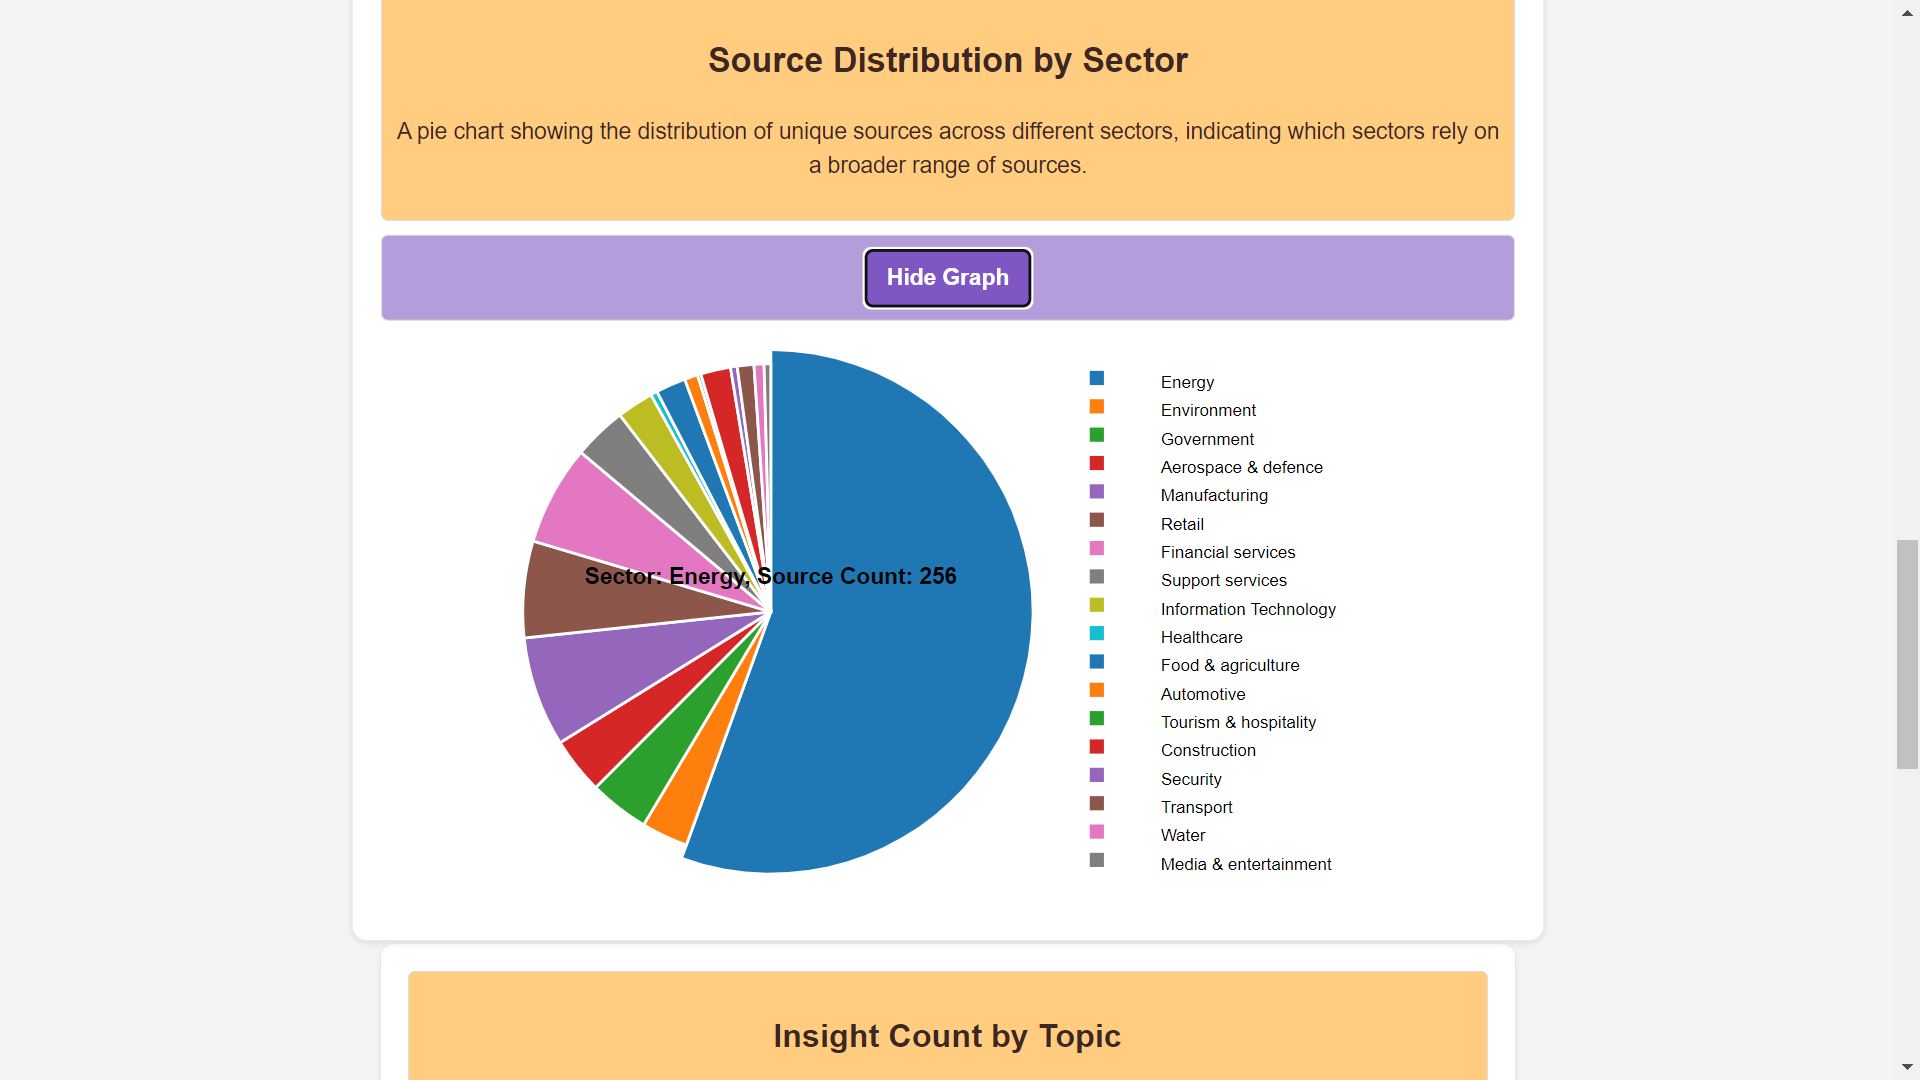 Source Distribution by Sector
A pie chart showing the distribution of unique sources across different sectors, indicating which sectors rely on
a broader range of sources.
Hide Graph
Sector: Energy, Source Count: 256
Energy
Environment
Government
Aerospace & defence
Manufacturing
Retail
Financial services
Support services
Information Technology
Healthcare
Food & agriculture
Automotive
Tourism & hospitality
Construction
Security
Transport
Water
Media & entertainment
Insight Count by Topic